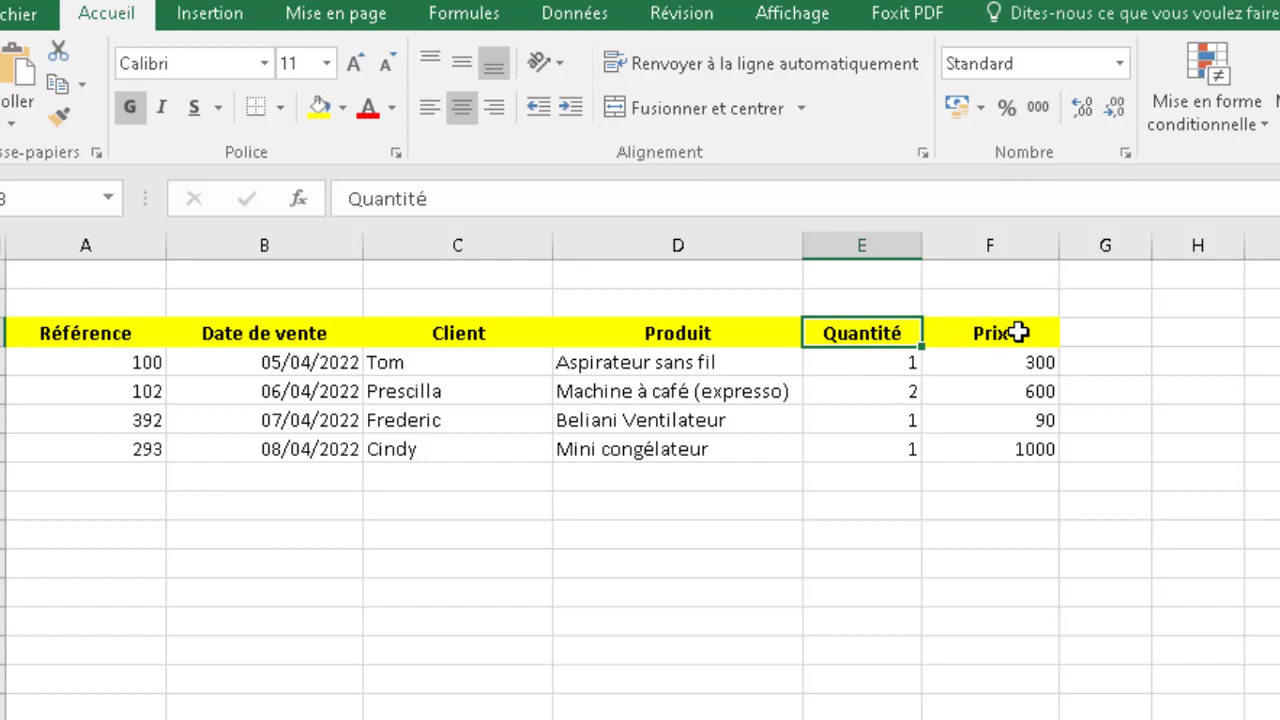 chier Accueil Insertion Mise en page Formules Données Révision Affichage Foxit PDF Dites-nous ce que vous voulez faire
Calibri 11 Renvoyer à la ligne automatiquement Standard
oller G I S A Fusionner et centrer % 000 Mise en forme conditionnelle
sse-papiers Police Alignement Nombre
3 fx Quantité
A B C D E F G H
Référence Date de vente Client Produit Quantité Prix
100 05/04/2022 Tom Aspirateur sans fil 1 300
102 06/04/2022 Prescilla Machine à café (expresso) 2 600
392 07/04/2022 Frederic Beliani Ventilateur 1 90
293 08/04/2022 Cindy Mini congélateur 1 1000